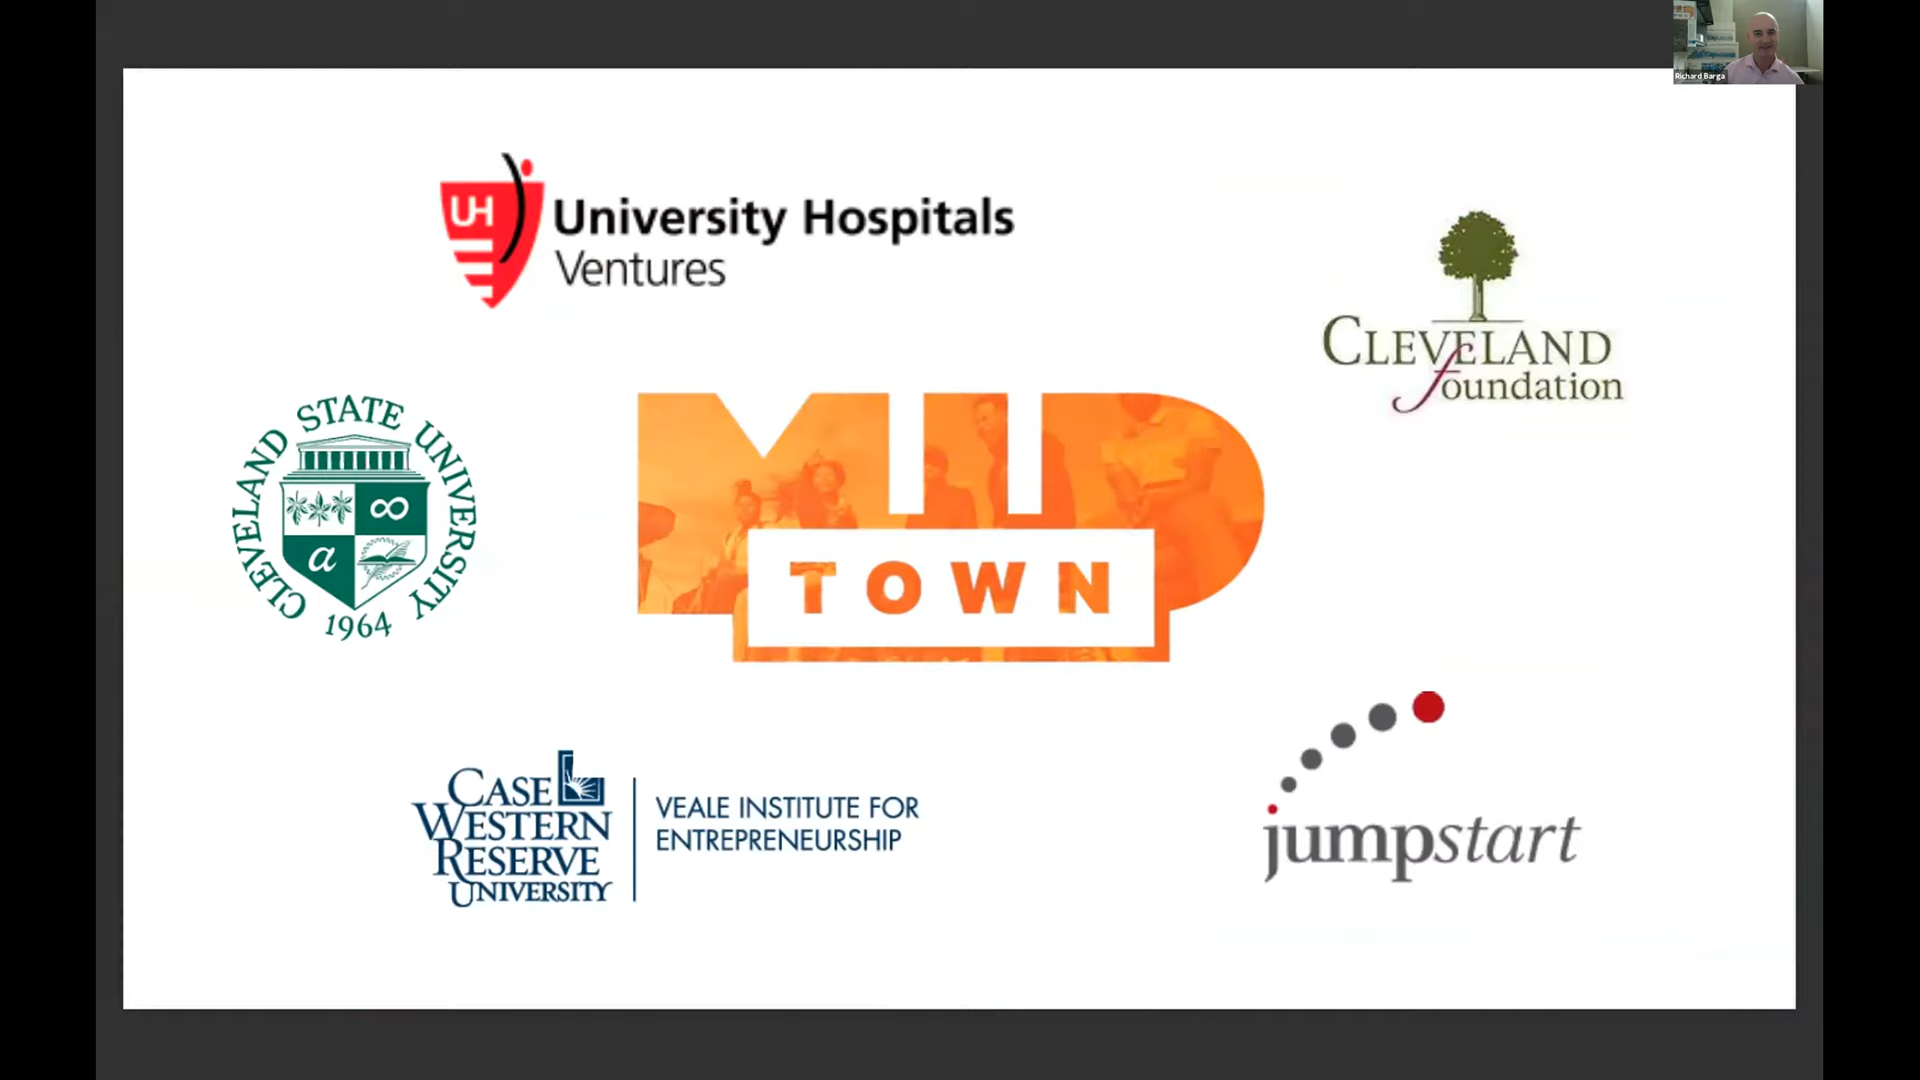 Richard Barga
UH
University Hospitals
Ventures
CLEVELAND
foundation
CLEVELAND STATE UNIVERSITY
1964
MID
TOWN
CASE
WESTERN
RESERVE
UNIVERSITY
VEALE INSTITUTE FOR
ENTREPRENEURSHIP
jumpstart